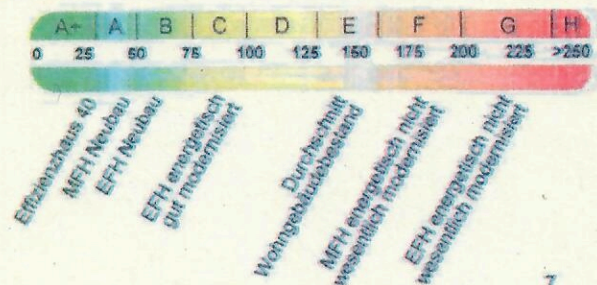 A+ A B C D E F G H
0 25 50 75 100 125 150 175 200 225 >250
Effizienzhaus 40
MFH Neubau
EFH Neubau
EFH energetisch
gut modernisiert
Durchschnitt
Wohngebäudebestand
MFH energetisch nicht
wesentlich modernisiert
EFH energetisch nicht
wesentlich modernisiert
7